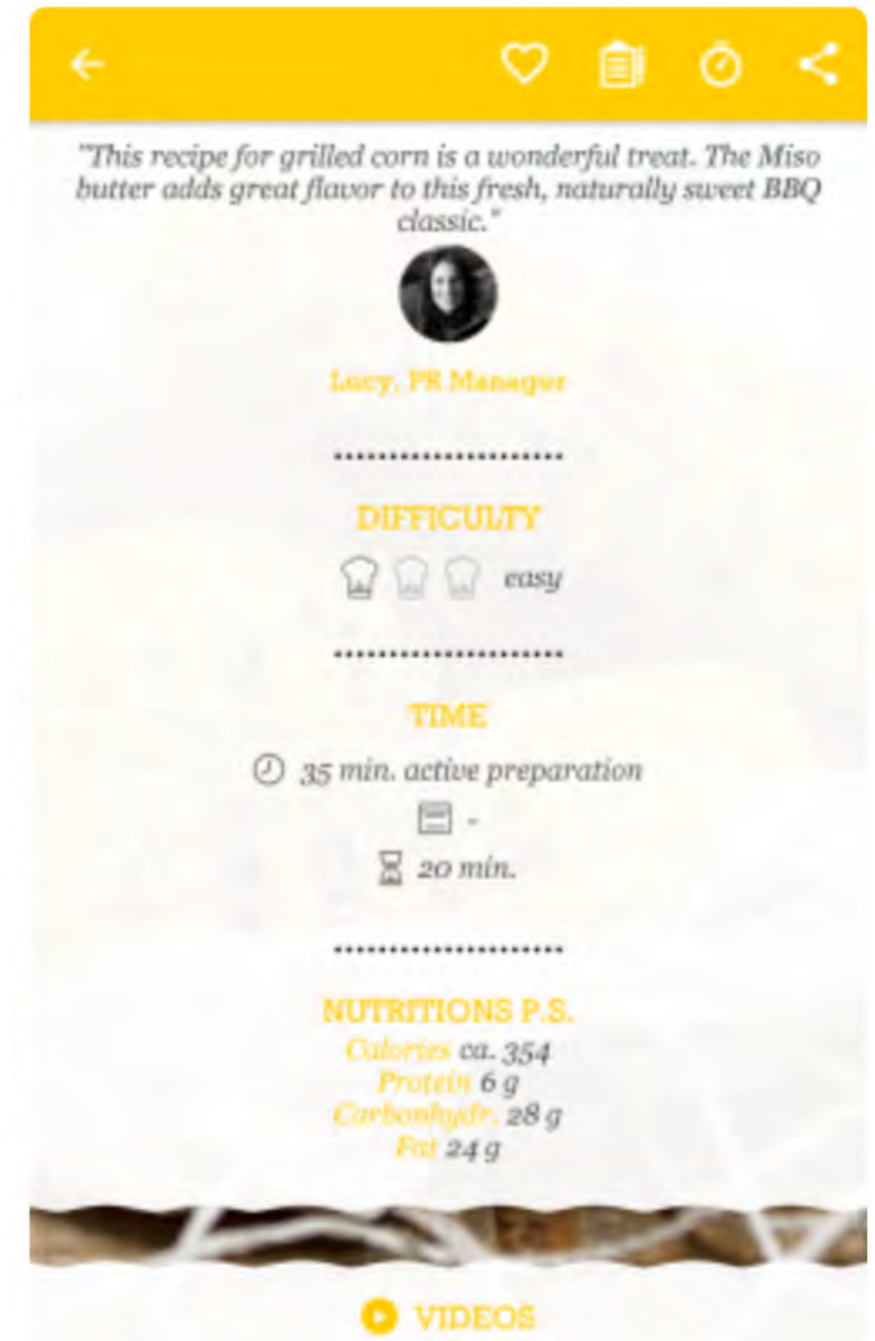 "This recipe for grilled corn is a wonderful treat. The Miso
butter adds great flavor to this fresh, naturally sweet BBQ
classic."
Lucy, PR Manager
DIFFICULTY
easy
TIME
35 min. active preparation
-
20 min.
NUTRITIONS P.S.
Calories ca. 354
Protein 6 g
Carbonhydr. 28 g
Fat 24 g
VIDEOS